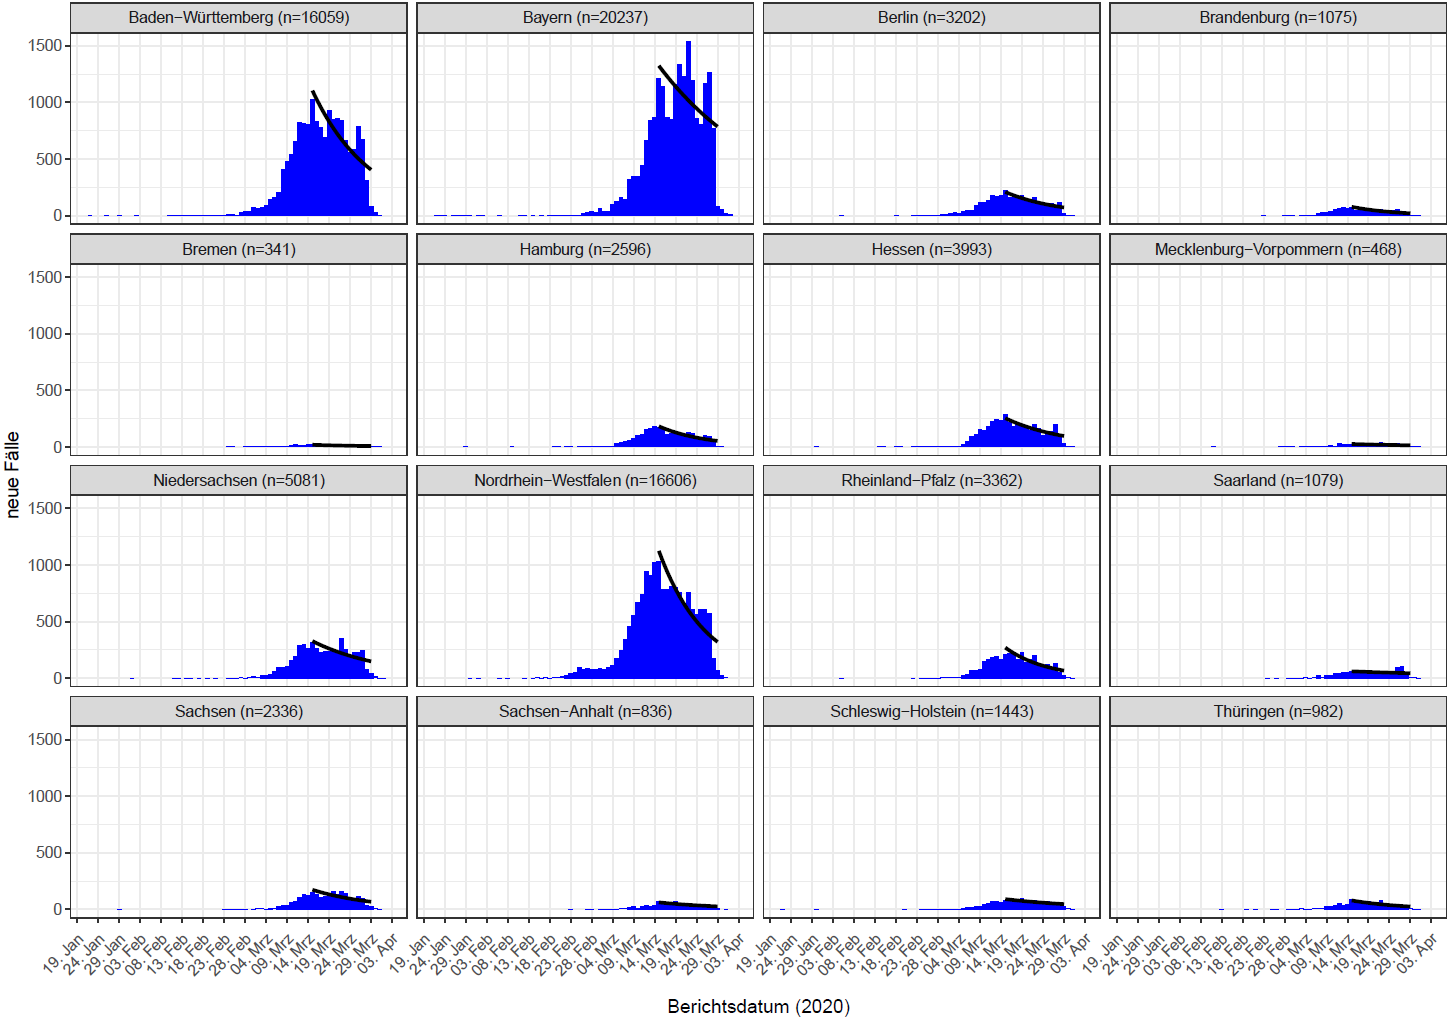 Baden−Württemberg (n=16059)
Bayern (n=20237)
Berlin (n=3202)
Brandenburg (n=1075)
1500
1000
500
0
Bremen (n=341)
Hamburg (n=2596)
Hessen (n=3993)
Mecklenburg−Vorpommern (n=468)
1500
1000
500
0
neue Fälle
Niedersachsen (n=5081)
Nordrhein−Westfalen (n=16606)
Rheinland−Pfalz (n=3362)
Saarland (n=1079)
1500
1000
500
0
Sachsen (n=2336)
Sachsen−Anhalt (n=836)
Schleswig−Holstein (n=1443)
Thüringen (n=982)
1500
1000
500
0
19. Jan
24. Jan
29. Jan
03. Feb
08. Feb
13. Feb
18. Feb
23. Feb
28. Feb
04. Mrz
09. Mrz
14. Mrz
19. Mrz
24. Mrz
29. Mrz
03. Apr
19. Jan
24. Jan
29. Jan
03. Feb
08. Feb
13. Feb
18. Feb
23. Feb
28. Feb
04. Mrz
09. Mrz
14. Mrz
19. Mrz
24. Mrz
29. Mrz
03. Apr
19. Jan
24. Jan
29. Jan
03. Feb
08. Feb
13. Feb
18. Feb
23. Feb
28. Feb
04. Mrz
09. Mrz
14. Mrz
19. Mrz
24. Mrz
29. Mrz
03. Apr
19. Jan
24. Jan
29. Jan
03. Feb
08. Feb
13. Feb
18. Feb
23. Feb
28. Feb
04. Mrz
09. Mrz
14. Mrz
19. Mrz
24. Mrz
29. Mrz
03. Apr
Berichtsdatum (2020)